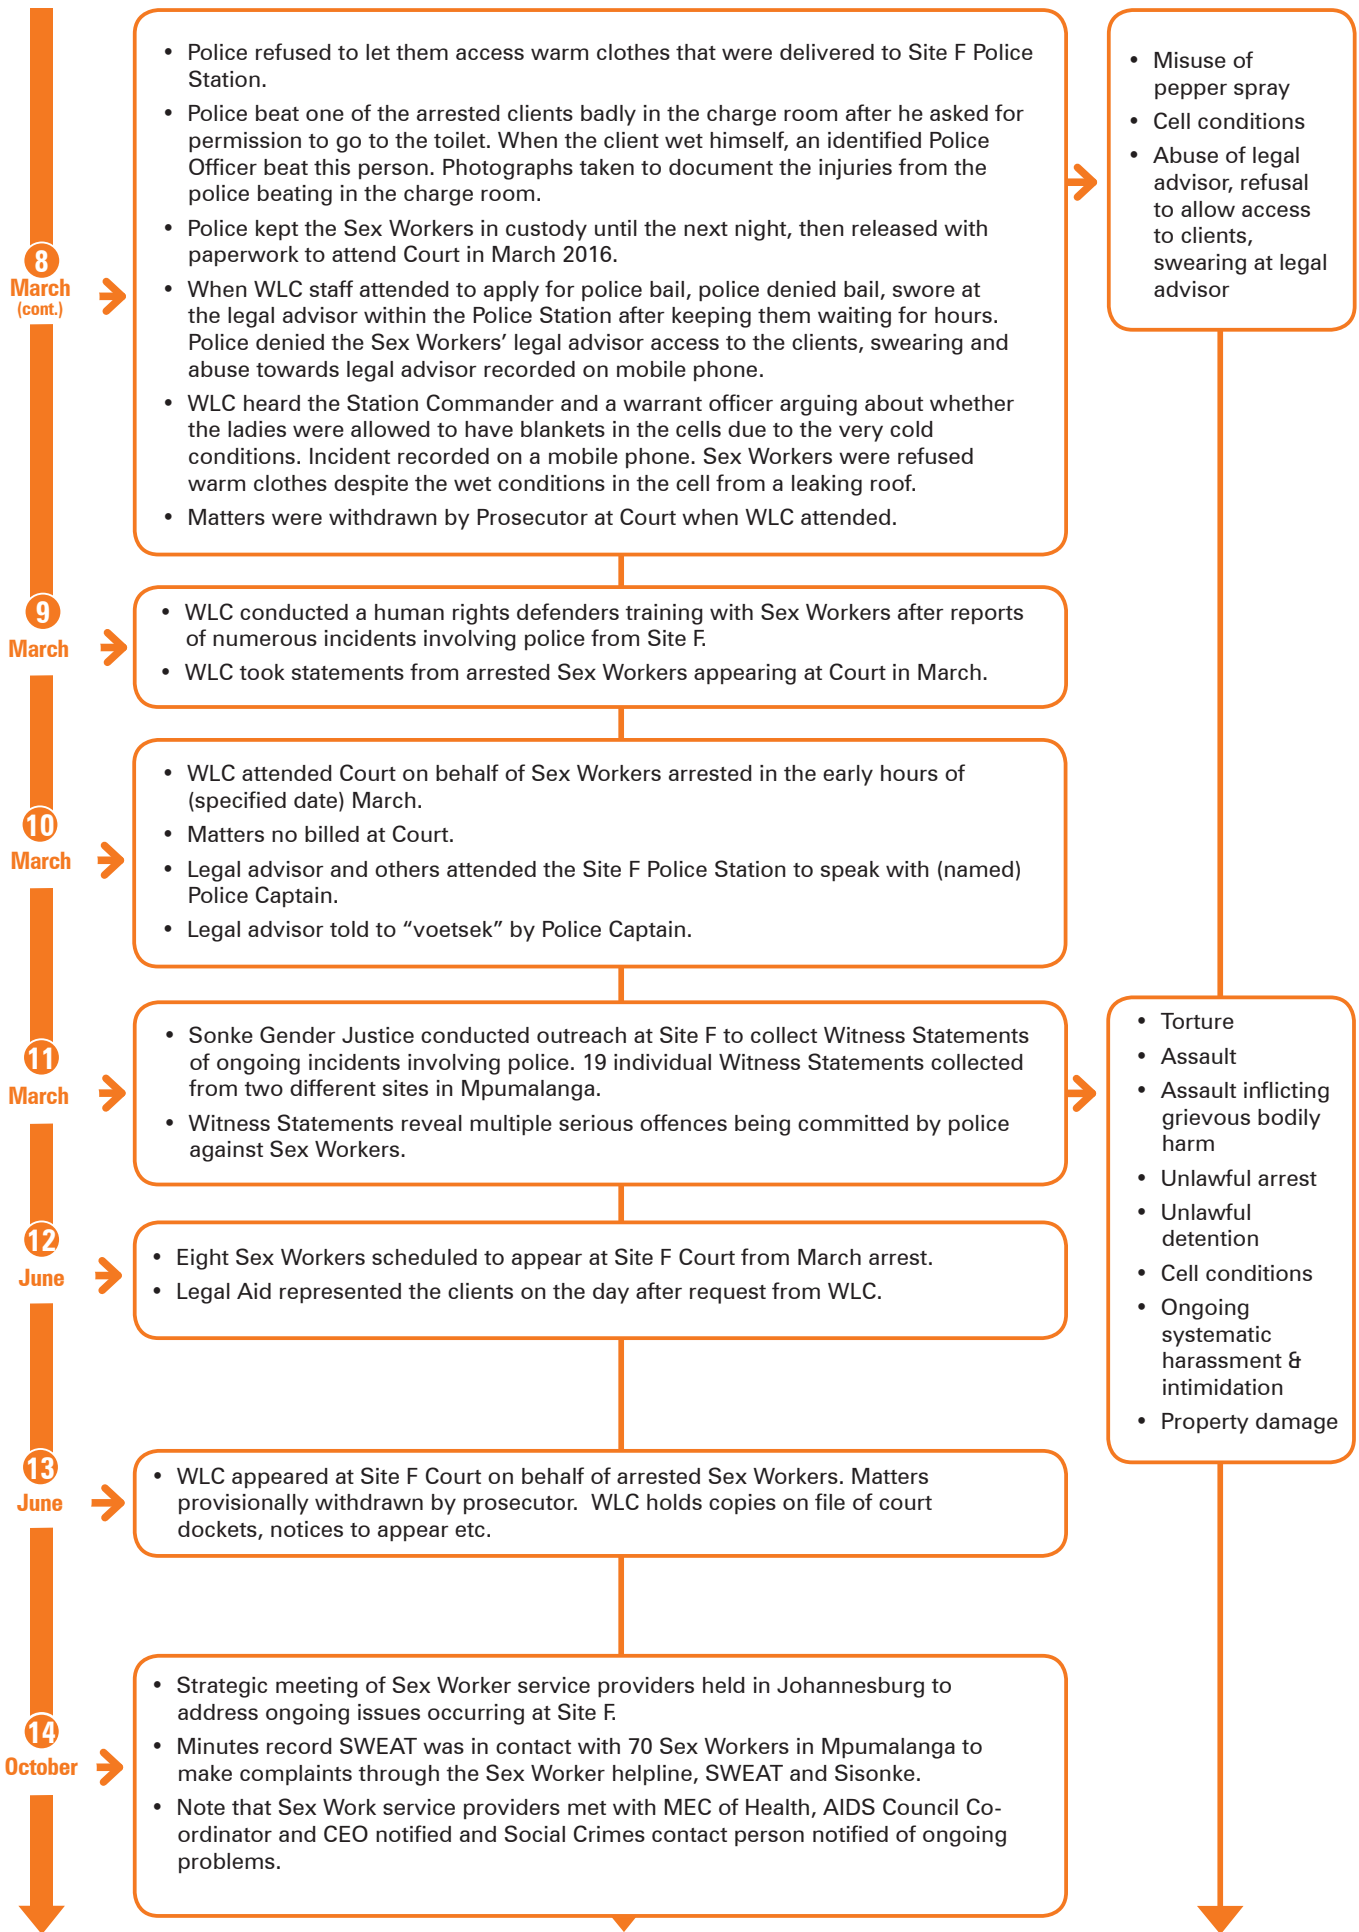 • Police refused to let them access warm clothes that were delivered to Site F Police
Station.
• Police beat one of the arrested clients badly in the charge room after he asked for
permission to go to the toilet. When the client wet himself, an identified Police
Officer beat this person. Photographs taken to document the injuries from the
police beating in the charge room.
• Police kept the Sex Workers in custody until the next night, then released with
paperwork to attend Court in March 2016.
• When WLC staff attended to apply for police bail, police denied bail, swore at
the legal advisor within the Police Station after keeping them waiting for hours.
Police denied the Sex Workers’ legal advisor access to the clients, swearing and
abuse towards legal advisor recorded on mobile phone.
• WLC heard the Station Commander and a warrant officer arguing about whether
the ladies were allowed to have blankets in the cells due to the very cold
conditions. Incident recorded on a mobile phone. Sex Workers were refused
warm clothes despite the wet conditions in the cell from a leaking roof.
• Matters were withdrawn by Prosecutor at Court when WLC attended.
8
March
(cont.)
• Misuse of
pepper spray
• Cell conditions
• Abuse of legal
advisor, refusal
to allow access
to clients,
swearing at legal
advisor
9
March
• WLC conducted a human rights defenders training with Sex Workers after reports
of numerous incidents involving police from Site F.
• WLC took statements from arrested Sex Workers appearing at Court in March.
10
March
• WLC attended Court on behalf of Sex Workers arrested in the early hours of
(specified date) March.
• Matters no billed at Court.
• Legal advisor and others attended the Site F Police Station to speak with (named)
Police Captain.
• Legal advisor told to “voetsek” by Police Captain.
11
March
• Sonke Gender Justice conducted outreach at Site F to collect Witness Statements
of ongoing incidents involving police. 19 individual Witness Statements collected
from two different sites in Mpumalanga.
• Witness Statements reveal multiple serious offences being committed by police
against Sex Workers.
• Torture
• Assault
• Assault inflicting
grievous bodily
harm
• Unlawful arrest
• Unlawful
detention
• Cell conditions
• Ongoing
systematic
harassment &
intimidation
• Property damage
12
June
• Eight Sex Workers scheduled to appear at Site F Court from March arrest.
• Legal Aid represented the clients on the day after request from WLC.
13
June
• WLC appeared at Site F Court on behalf of arrested Sex Workers. Matters
provisionally withdrawn by prosecutor.  WLC holds copies on file of court
dockets, notices to appear etc.
14
October
• Strategic meeting of Sex Worker service providers held in Johannesburg to
address ongoing issues occurring at Site F.
• Minutes record SWEAT was in contact with 70 Sex Workers in Mpumalanga to
make complaints through the Sex Worker helpline, SWEAT and Sisonke.
• Note that Sex Work service providers met with MEC of Health, AIDS Council Co-
ordinator and CEO notified and Social Crimes contact person notified of ongoing
problems.